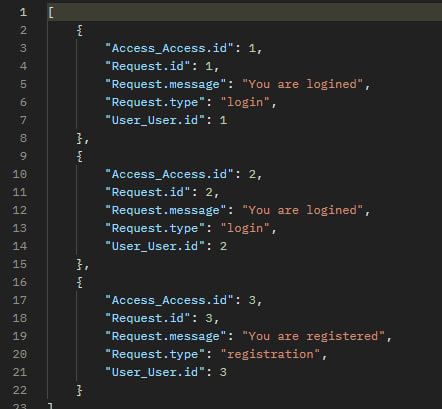 1 [
2 {
3 "Access_Access.id": 1,
4 "Request.id": 1,
5 "Request.message": "You are logined",
6 "Request.type": "login",
7 "User_User.id": 1
8 },
9 {
10 "Access_Access.id": 2,
11 "Request.id": 2,
12 "Request.message": "You are logined",
13 "Request.type": "login",
14 "User_User.id": 2
15 },
16 {
17 "Access_Access.id": 3,
18 "Request.id": 3,
19 "Request.message": "You are registered",
20 "Request.type": "registration",
21 "User_User.id": 3
22 }
23 ]